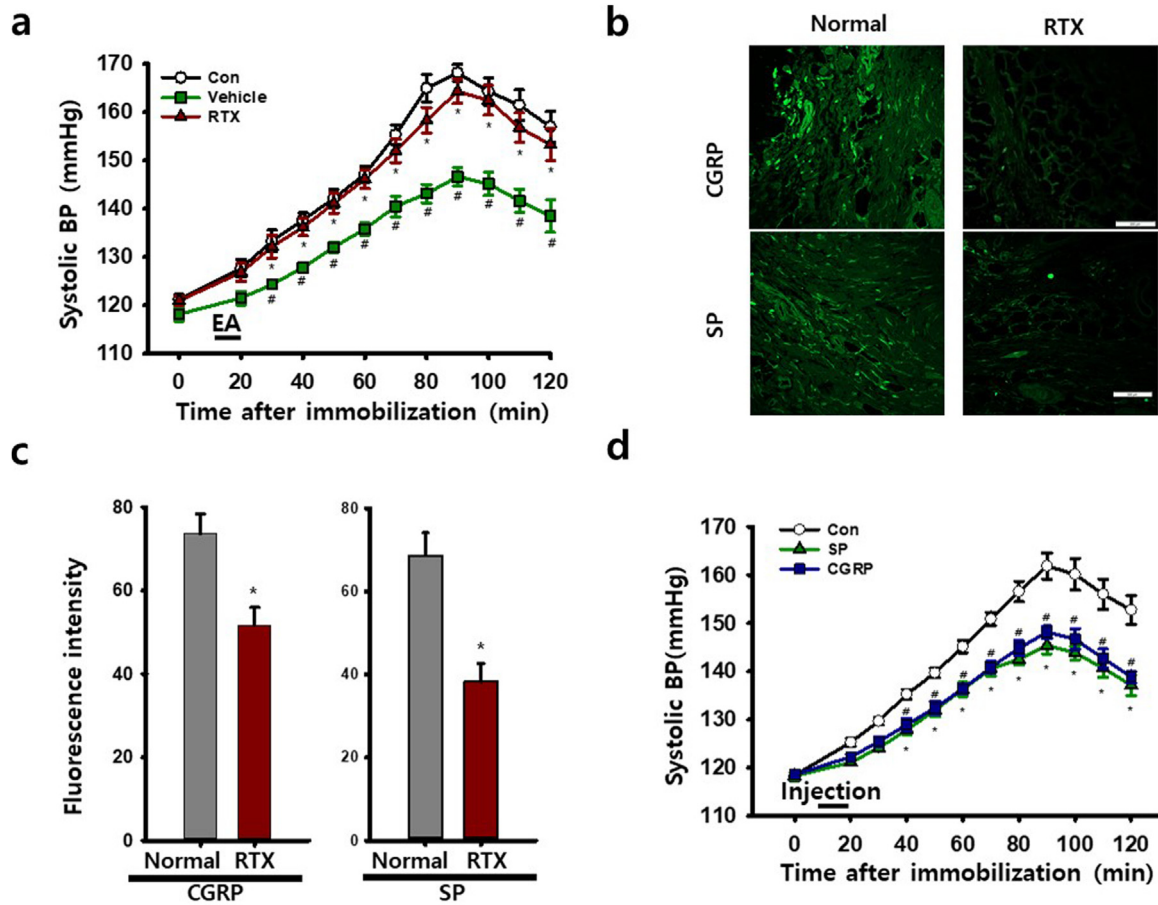 a
Systolic BP (mmHg)
170
160
150
140
130
120
110
Con
Vehicle
RTX
* * * * * * * * * *
# # # # # # # # # #
EA
0 20 40 60 80 100 120
Time after immobilization (min)
b
Normal RTX
CGRP
SP
c
Fluorescence intensity
80
60
40
20
0
*
Normal RTX
CGRP
80
60
40
20
0
*
Normal RTX
SP
d
Systolic BP(mmHg)
170
160
150
140
130
120
110
Con
SP
CGRP
# # # # # # # # #
* * * * * * * * *
Injection
0 20 40 60 80 100 120
Time after immobilization (min)